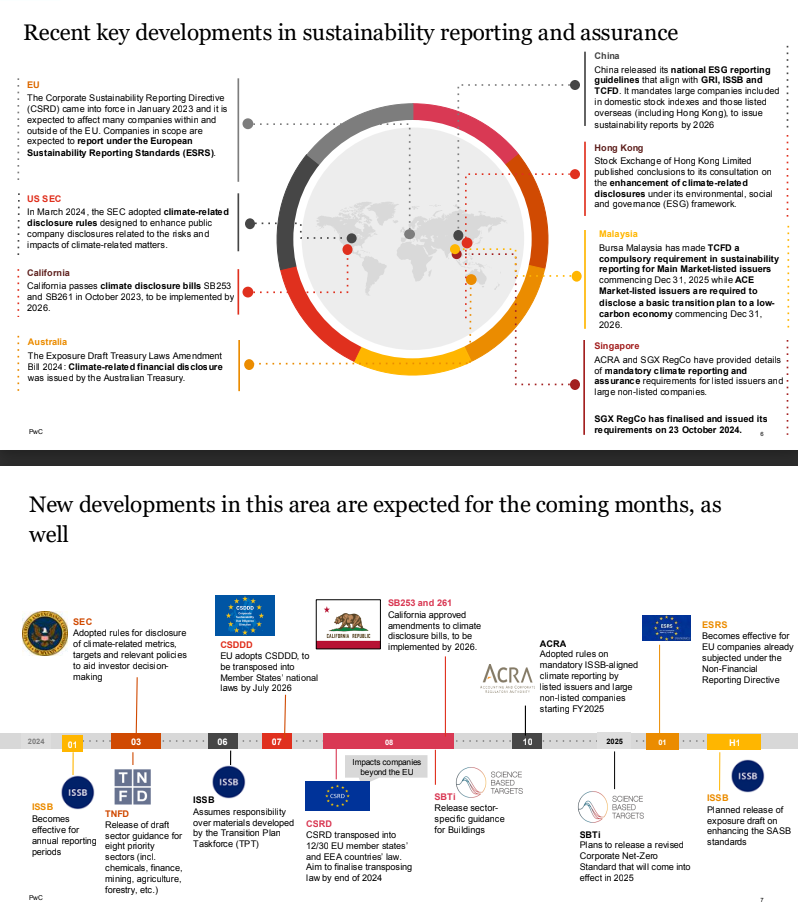 Recent key developments in sustainability reporting and assurance
EU
The Corporate Sustainability Reporting Directive
(CSRD) came into force in January 2023 and it is
expected to affect many companies within and
outside of the EU. Companies in scope are
expected to report under the European
Sustainability Reporting Standards (ESRS).
US SEC
In March 2024, the SEC adopted climate-related
disclosure rules designed to enhance public
company disclosures related to the risks and
impacts of climate-related matters.
California
California passes climate disclosure bills SB253
and SB261 in October 2023, to be implemented by
2026.
Australia
The Exposure Draft Treasury Laws Amendment
Bill 2024: Climate-related financial disclosure
was issued by the Australian Treasury.
China
China released its national ESG reporting
guidelines that align with GRI, ISSB and
TCFD. It mandates large companies included
in domestic stock indexes and those listed
overseas (including Hong Kong), to issue
sustainability reports by 2026
Hong Kong
Stock Exchange of Hong Kong Limited
published conclusions to its consultation on
the enhancement of climate-related
disclosures under its environmental, social
and governance (ESG) framework.
Malaysia
Bursa Malaysia has made TCFD a
compulsory requirement in sustainability
reporting for Main Market-listed issuers
commencing Dec 31, 2025 while ACE
Market-listed issuers are required to
disclose a basic transition plan to a low-
carbon economy commencing Dec 31,
2026.
Singapore
ACRA and SGX RegCo have provided details
of mandatory climate reporting and
assurance requirements for listed issuers and
large non-listed companies.
SGX RegCo has finalised and issued its
requirements on 23 October 2024.
PwC
6
New developments in this area are expected for the coming months, as
well
SEC
Adopted rules for disclosure
of climate-related metrics,
targets and relevant policies
to aid investor decision-
making
CSDDD
CSDDD
EU adopts CSDDD, to
be transposed into
Member States' national
laws by July 2026
CALIFORNIA REPUBLIC
SB253 and 261
California approved
amendments to climate
disclosure bills, to be
implemented by 2026.
ACRA
ACCOUNTING AND CORPORATE
REGULATORY AUTHORITY
ACRA
Adopted rules on
mandatory ISSB-aligned
climate reporting by
listed issuers and large
non-listed companies
starting FY2025
ESRS
ESRS
Becomes effective for
EU companies already
subjected under the
Non-Financial
Reporting Directive
2024
01
03
06
07
08
10
2025
01
H1
ISSB
ISSB
Becomes
effective for
annual reporting
periods
TNFD
TNFD
Release of draft
sector guidance for
eight priority
sectors (incl.
chemicals, finance,
mining, agriculture,
forestry, etc.)
ISSB
ISSB
Assumes responsibility
over materials developed
by the Transition Plan
Taskforce (TPT)
Impacts companies
beyond the EU
CSRD
CSRD
CSRD transposed into
12/30 EU member states'
and EEA countries' law.
Aim to finalise transposing
law by end of 2024
SCIENCE
BASED
TARGETS
SBTi
Release sector-
specific guidance
for Buildings
SCIENCE
BASED
TARGETS
SBTi
Plans to release a revised
Corporate Net-Zero
Standard that will come into
effect in 2025
ISSB
ISSB
Planned release of
exposure draft on
enhancing the SASB
standards
PwC
7